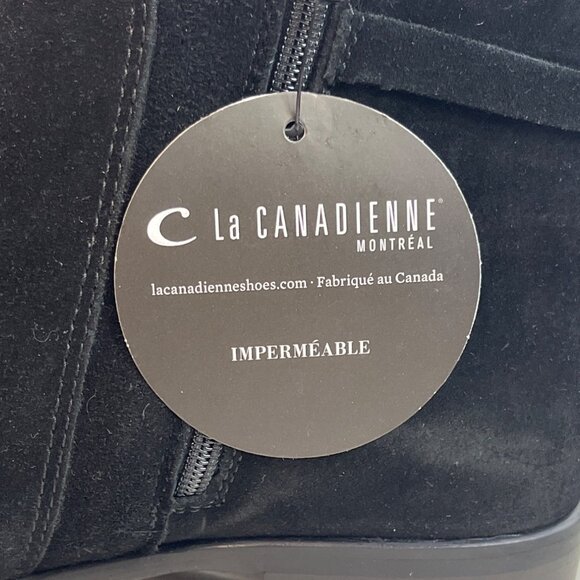 C La CANADIENNE®
MONTRÉAL
lacanadienneshoes.com · Fabriqué au Canada
IMPERMÉABLE